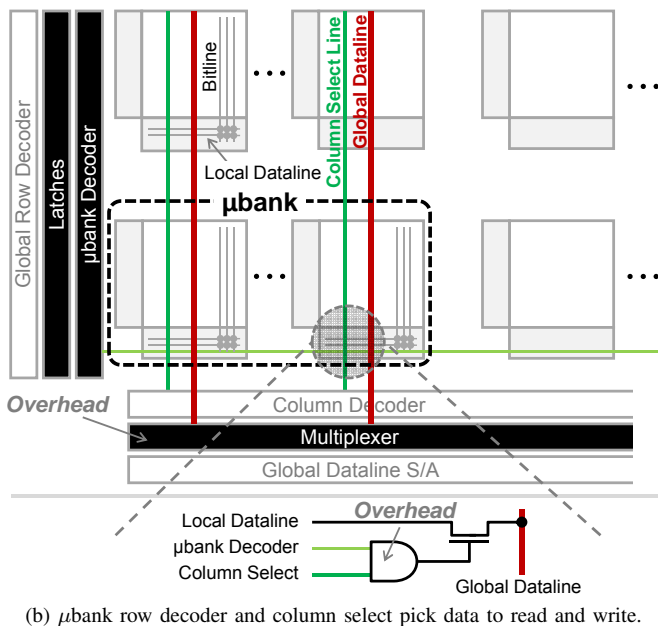 Global Row Decoder
Latches
µbank Decoder
Bitline
Column Select Line
Global Dataline
Local Dataline
µbank
Overhead
Column Decoder
Multiplexer
Global Dataline S/A
Overhead
Local Dataline
µbank Decoder
Column Select
Global Dataline
(b) µbank row decoder and column select pick data to read and write.